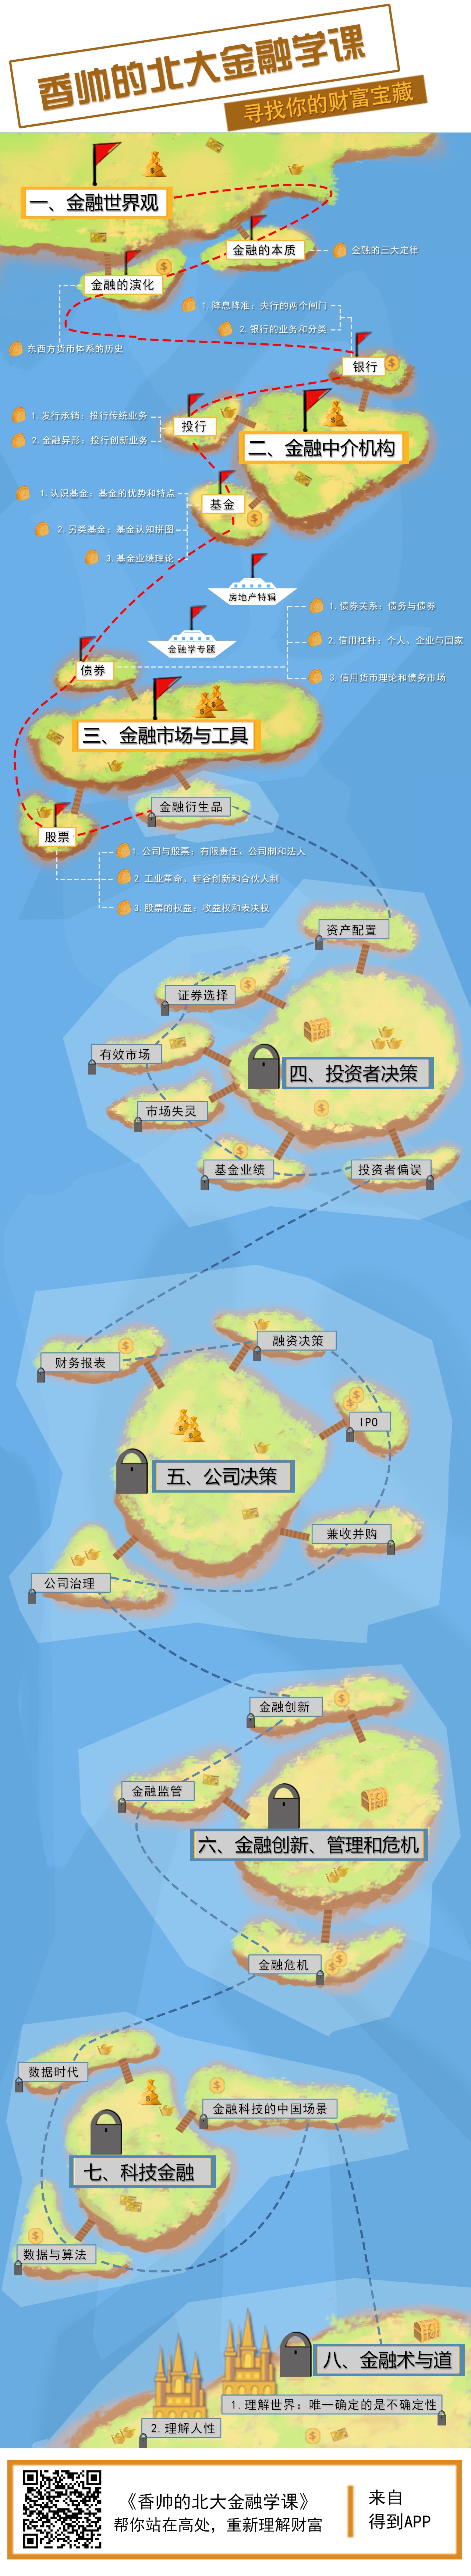 香帅的北大金融学课
寻找你的财富宝藏
一、金融世界观
金融的本质
金融的三大定律
金融的演化
东西方货币体系的历史
1.降息降准：央行的两个闸门
2.银行的业务和分类
银行
1.发行承销：投行传统业务
2.金融异形：投行创新业务
投行
二、金融中介机构
1.认识基金：基金的优势和特点
2.另类基金：基金认知拼图
3.基金业绩理论
基金
房地产特辑
金融学专题
1.债券关系：债务与债券
2.信用杠杆：个人、企业与国家
3.信用货币理论和债务市场
债券
三、金融市场与工具
金融衍生品
股票
1.公司与股票：有限责任、公司制和法人
2.工业革命、硅谷创新和合伙人制
3.股票的权益：收益权和表决权
资产配置
证券选择
有效市场
四、投资者决策
市场失灵
基金业绩
投资者偏误
融资决策
财务报表
IPO
五、公司决策
兼收并购
公司治理
金融创新
金融监管
六、金融创新、管理和危机
金融危机
数据时代
金融科技的中国场景
七、科技金融
数据与算法
八、金融术与道
1.理解世界：唯一确定的是不确定性
2.理解人性
《香帅的北大金融学课》
帮你站在高处，重新理解财富
来自
得到APP